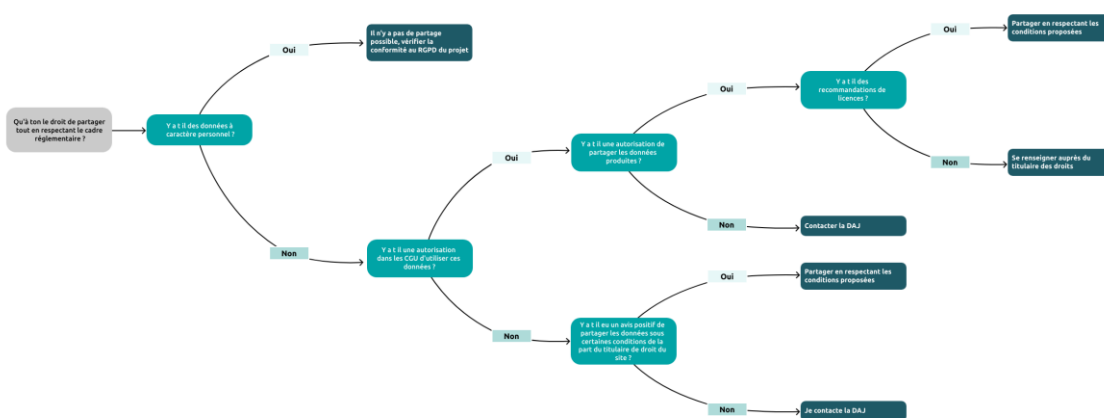 Qu'à ton le droit de partager
tout en respectant le cadre
réglementaire ?
Y a t il des données à
caractère personnel ?
Oui
Il n'y a pas de partage
possible, vérifier la
conformité au RGPD du projet
Non
Y a t il une autorisation
dans les CGU d'utiliser ces
données ?
Oui
Y a t il une autorisation de
partager les données
produites ?
Oui
Y a t il des
recommandations de
licences ?
Oui
Partager en respectant les
conditions proposées
Non
Se renseigner auprès du
titulaire des droits
Non
Contacter la DAJ
Non
Y a t il eu un avis positif de
partager les données sous
certaines conditions de la
part du titulaire de droit du
site ?
Oui
Partager en respectant les
conditions proposées
Non
Je contacte la DAJ